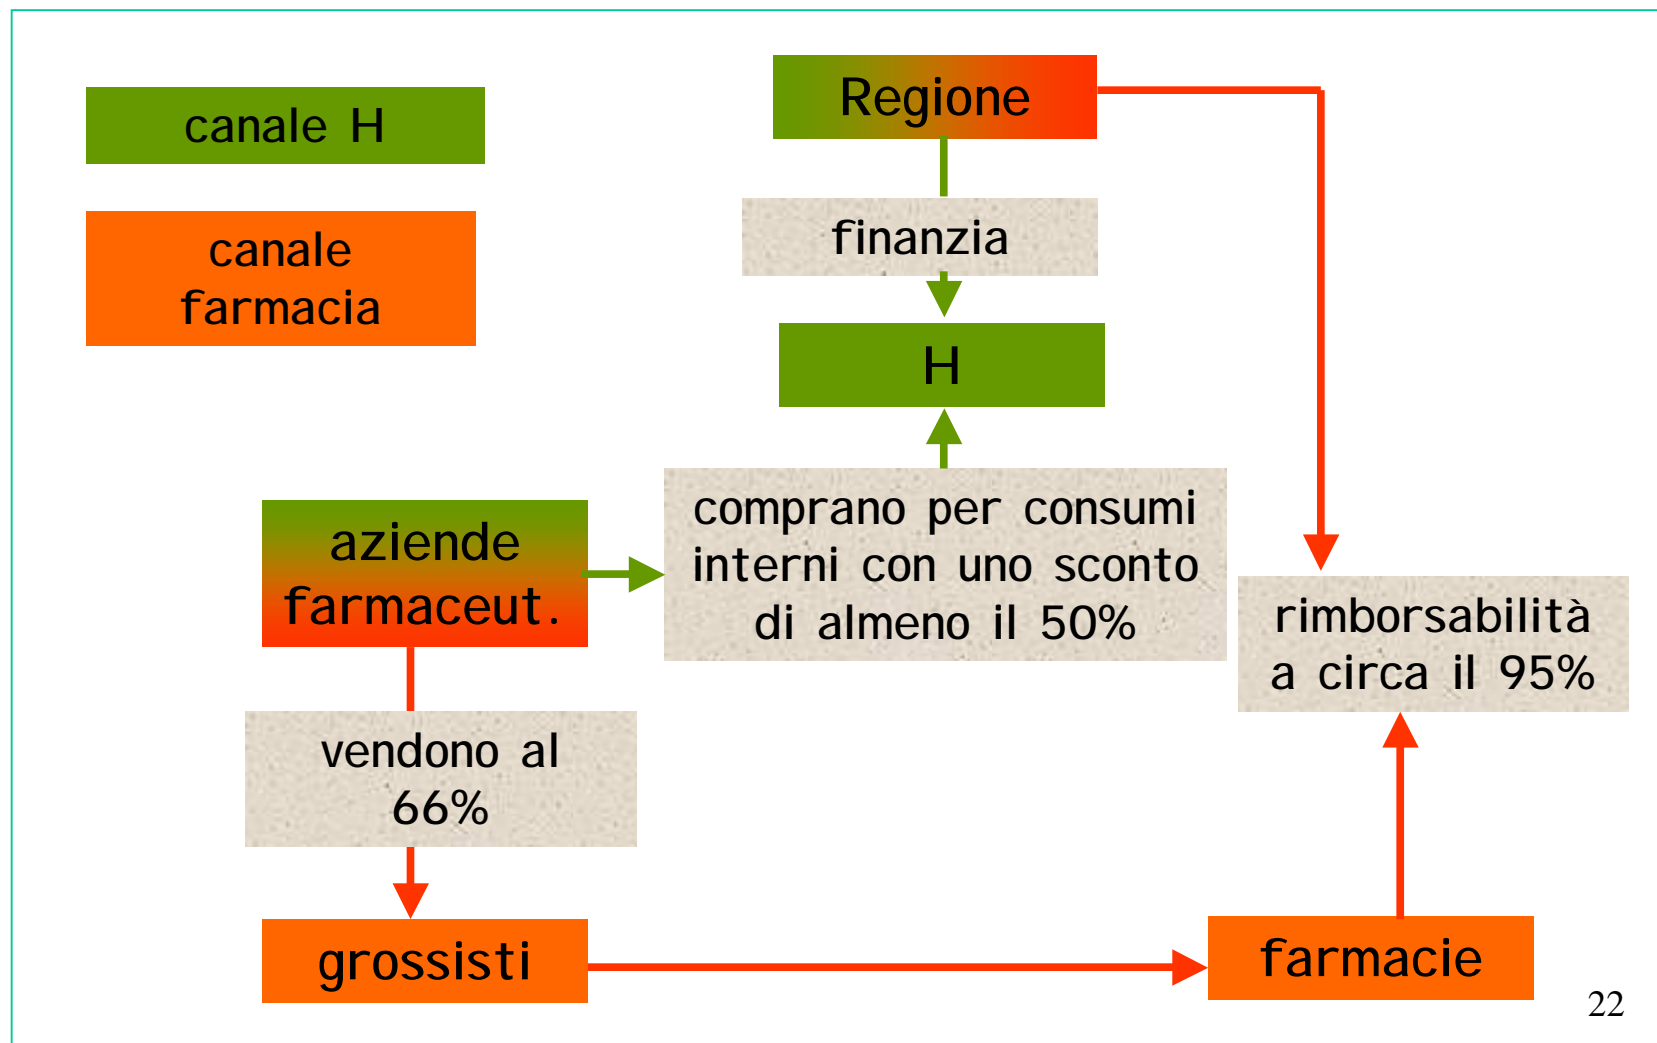 canale H
canale
farmacia
Regione
finanzia
H
aziende
farmaceut.
comprano per consumi
interni con uno sconto
di almeno il 50%
rimborsabilità
a circa il 95%
vendono al
66%
grossisti
farmacie
22